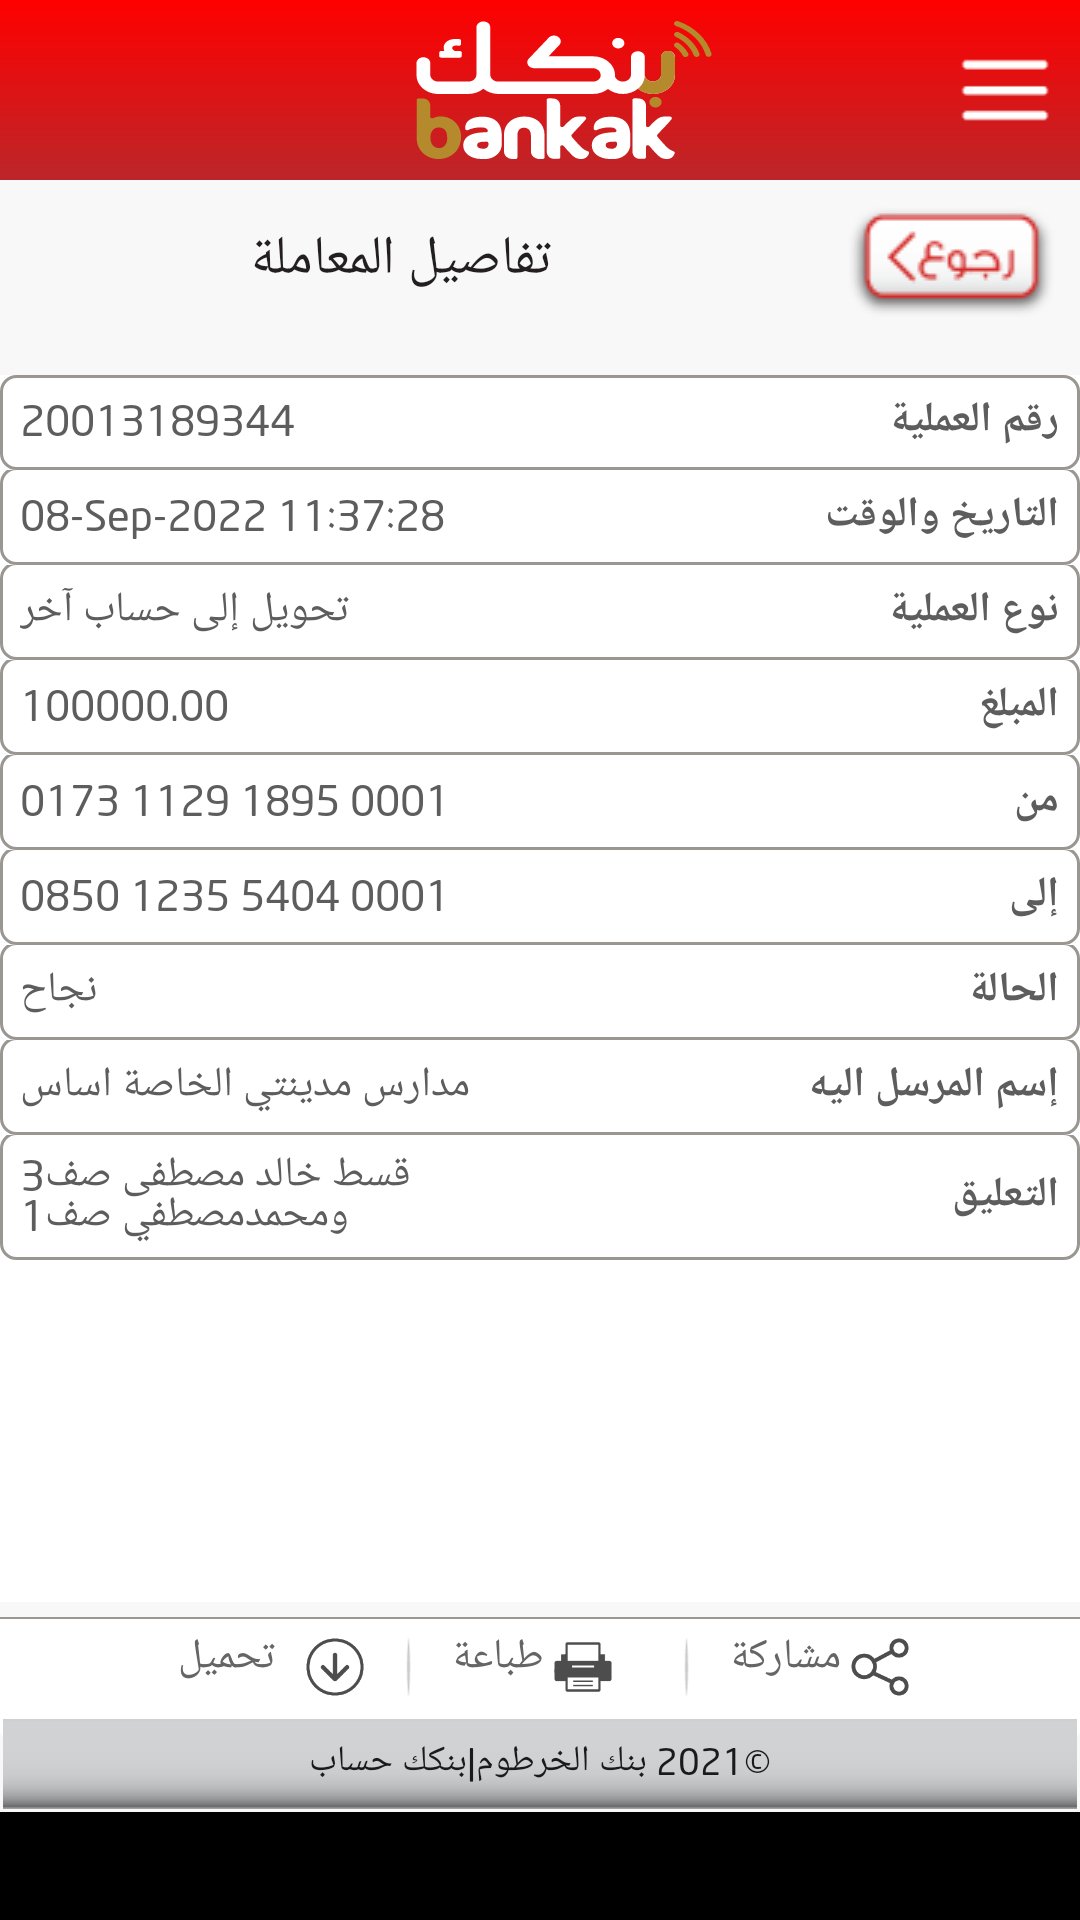 بنكك
bankak
رجوع
تفاصيل المعاملة
رقم العملية 20013189344
التاريخ والوقت 08-Sep-2022 11:37:28
نوع العملية تحويل إلى حساب آخر
المبلغ 100000.00
من 0173 1129 1895 0001
إلى 0850 1235 5404 0001
الحالة نجاح
إسم المرسل اليه مدارس مدينتي الخاصة اساس
التعليق قسط خالد مصطفى صف3
ومحمدمصطفي صف1
مشاركة طباعة تحميل
©2021 بنك الخرطوم|بنكك حساب